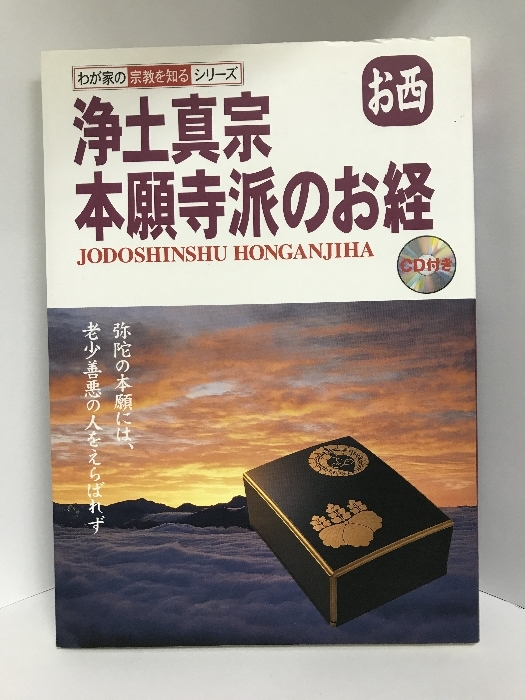 わが家の宗教を知るシリーズ
お西
浄土真宗
本願寺派のお経
JODOSHINSHU HONGANJIHA
CD付き
弥陀の本願には、
老少善悪の人をえらばれず